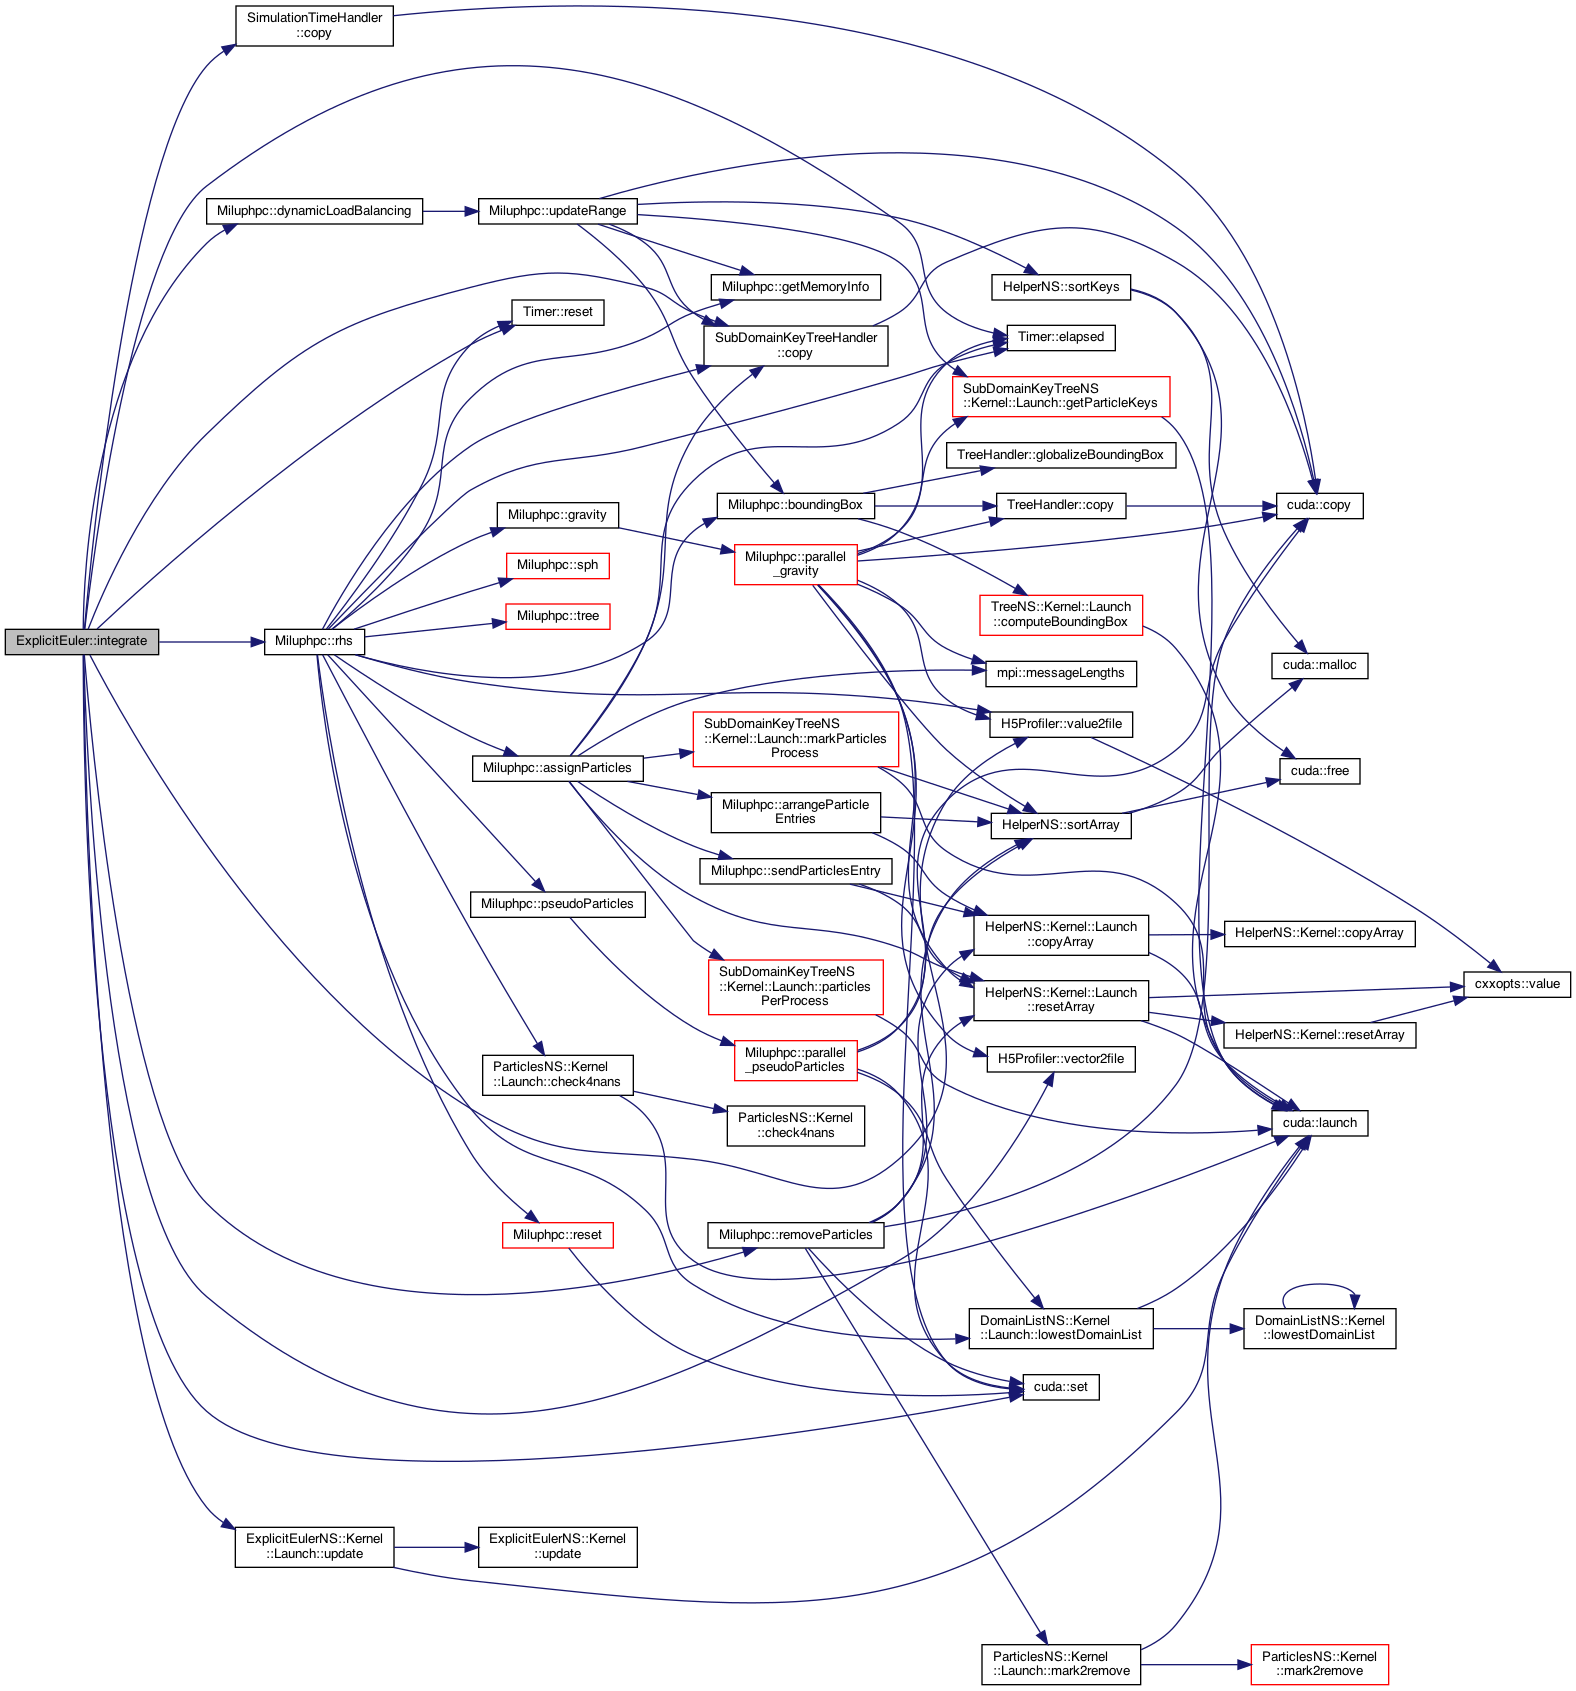 SimulationTimeHandler
::copy
Miluphpc::dynamicLoadBalancing
Miluphpc::updateRange
Miluphpc::getMemoryInfo
HelperNS::sortKeys
Timer::reset
SubDomainKeyTreeHandler
::copy
Timer::elapsed
SubDomainKeyTreeNS
::Kernel::Launch::getParticleKeys
TreeHandler::globalizeBoundingBox
Miluphpc::gravity
Miluphpc::boundingBox
TreeHandler::copy
cuda::copy
Miluphpc::sph
Miluphpc::parallel
_gravity
Miluphpc::tree
TreeNS::Kernel::Launch
::computeBoundingBox
ExplicitEuler::integrate
Miluphpc::rhs
mpi::messageLengths
cuda::malloc
SubDomainKeyTreeNS
::Kernel::Launch::markParticles
Process
H5Profiler::value2file
Miluphpc::assignParticles
cuda::free
Miluphpc::arrangeParticle
Entries
HelperNS::sortArray
Miluphpc::sendParticlesEntry
Miluphpc::pseudoParticles
HelperNS::Kernel::Launch
::copyArray
HelperNS::Kernel::copyArray
SubDomainKeyTreeNS
::Kernel::Launch::particles
PerProcess
HelperNS::Kernel::Launch
::resetArray
cxxopts::value
HelperNS::Kernel::resetArray
Miluphpc::parallel
_pseudoParticles
H5Profiler::vector2file
ParticlesNS::Kernel
::Launch::check4nans
ParticlesNS::Kernel
::check4nans
cuda::launch
Miluphpc::reset
Miluphpc::removeParticles
DomainListNS::Kernel
::Launch::lowestDomainList
DomainListNS::Kernel
::lowestDomainList
cuda::set
ExplicitEulerNS::Kernel
::Launch::update
ExplicitEulerNS::Kernel
::update
ParticlesNS::Kernel
::Launch::mark2remove
ParticlesNS::Kernel
::mark2remove